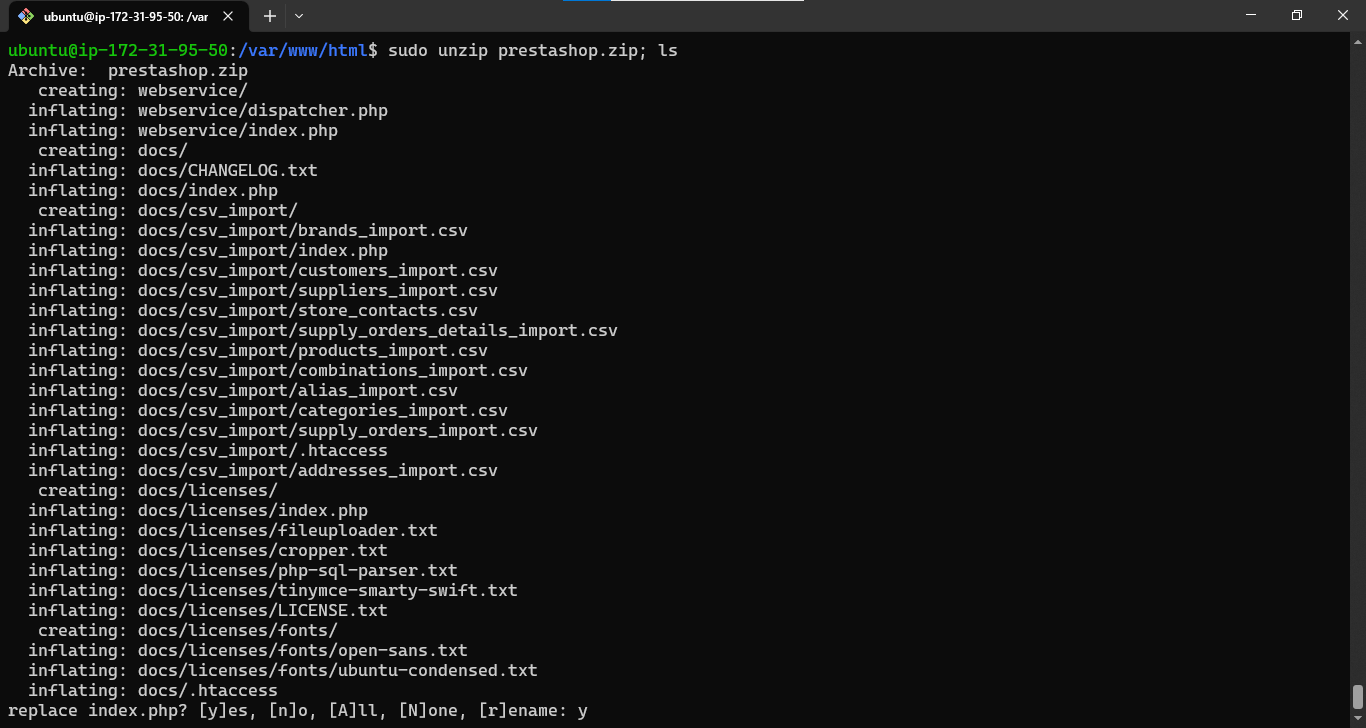 ubuntu@ip-172-31-95-50: /var
ubuntu@ip-172-31-95-50:/var/www/html$ sudo unzip prestashop.zip; ls
Archive:  prestashop.zip
   creating: webservice/
  inflating: webservice/dispatcher.php
  inflating: webservice/index.php
   creating: docs/
  inflating: docs/CHANGELOG.txt
  inflating: docs/index.php
   creating: docs/csv_import/
  inflating: docs/csv_import/brands_import.csv
  inflating: docs/csv_import/index.php
  inflating: docs/csv_import/customers_import.csv
  inflating: docs/csv_import/suppliers_import.csv
  inflating: docs/csv_import/store_contacts.csv
  inflating: docs/csv_import/supply_orders_details_import.csv
  inflating: docs/csv_import/products_import.csv
  inflating: docs/csv_import/combinations_import.csv
  inflating: docs/csv_import/alias_import.csv
  inflating: docs/csv_import/categories_import.csv
  inflating: docs/csv_import/supply_orders_import.csv
  inflating: docs/csv_import/.htaccess
  inflating: docs/csv_import/addresses_import.csv
   creating: docs/licenses/
  inflating: docs/licenses/index.php
  inflating: docs/licenses/fileuploader.txt
  inflating: docs/licenses/cropper.txt
  inflating: docs/licenses/php-sql-parser.txt
  inflating: docs/licenses/tinymce-smarty-swift.txt
  inflating: docs/licenses/LICENSE.txt
   creating: docs/licenses/fonts/
  inflating: docs/licenses/fonts/open-sans.txt
  inflating: docs/licenses/fonts/ubuntu-condensed.txt
  inflating: docs/.htaccess
replace index.php? [y]es, [n]o, [A]ll, [N]one, [r]ename: y